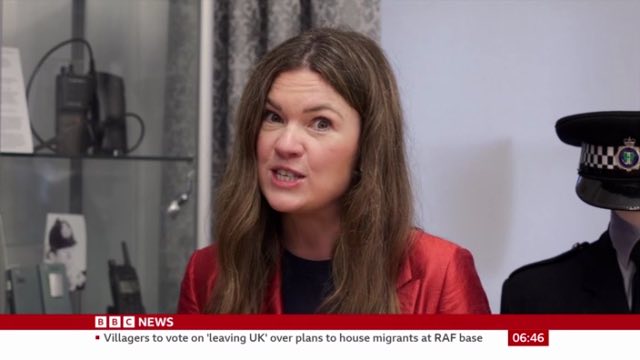 BBC NEWS
• Villagers to vote on 'leaving UK' over plans to house migrants at RAF base
06:46